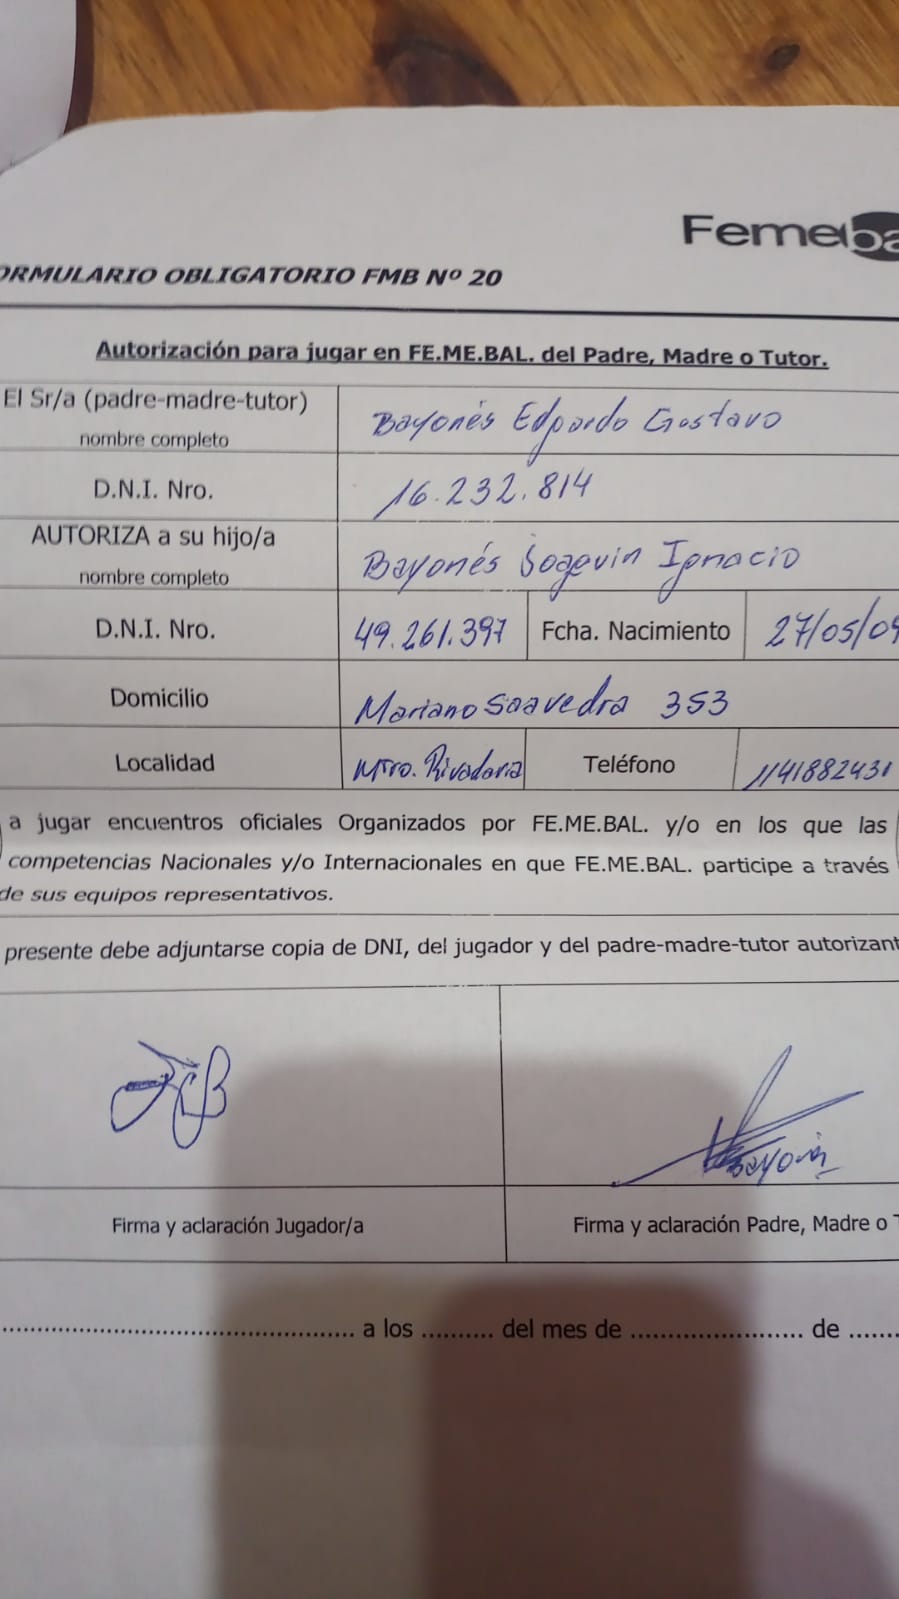 Femeba
ORMULARIO OBLIGATORIO FMB Nº 20
Autorización para jugar en FE.ME.BAL. del Padre, Madre o Tutor.
El Sr/a (padre-madre-tutor)
nombre completo
Bayonés Edgardo Gustavo
D.N.I. Nro.
16.232.814
AUTORIZA a su hijo/a
nombre completo
Bayonés Joaquin Ignacio
D.N.I. Nro.
49.261.397
Fcha. Nacimiento
27/05/09
Domicilio
Mariano Saavedra 353
Localidad
Mtro. Rivadavia
Teléfono
1141882431
a jugar encuentros oficiales Organizados por FE.ME.BAL. y/o en los que las
competencias Nacionales y/o Internacionales en que FE.ME.BAL. participe a través
de sus equipos representativos.
presente debe adjuntarse copia de DNI, del jugador y del padre-madre-tutor autorizant
Firma y aclaración Jugador/a
Firma y aclaración Padre, Madre o T
a los .......... del mes de ...................... de .......